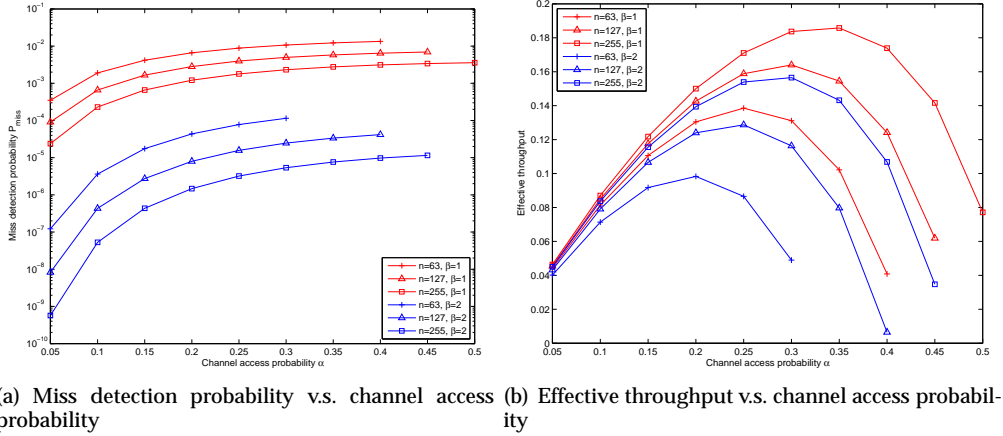 10⁰
10⁻¹
10⁻²
10⁻³
10⁻⁴
10⁻⁵
10⁻⁶
10⁻⁷
10⁻⁸
10⁻⁹
10⁻¹⁰
Miss detection probability P_miss
n=63, β=1
n=127, β=1
n=255, β=1
n=63, β=2
n=127, β=2
n=255, β=2
0.05 0.1 0.15 0.2 0.25 0.3 0.35 0.4 0.45 0.5
Channel access probability α
0.2
0.18
0.16
0.14
0.12
0.1
0.08
0.06
0.04
0.02
0
Effective throughput
n=63, β=1
n=127, β=1
n=255, β=1
n=63, β=2
n=127, β=2
n=255, β=2
0.05 0.1 0.15 0.2 0.25 0.3 0.35 0.4 0.45 0.5
Channel access probability α
(a) Miss detection probability v.s. channel access
probability
(b) Effective throughput v.s. channel access probabil-
ity